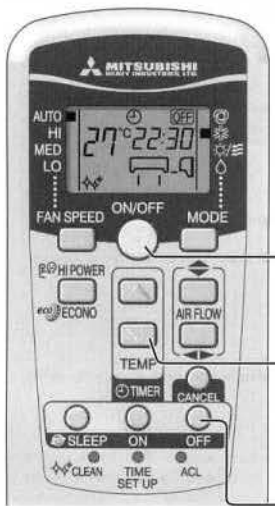 MITSUBISHI
HEAVY INDUSTRIES, LTD.
AUTO
HI
MED
LO
OFF
27°C 22:30
FAN SPEED
ON/OFF
MODE
HI POWER
eco ECONO
AIR FLOW
TEMP
TIMER
CANCEL
SLEEP ON OFF
CLEAN TIME SET UP ACL